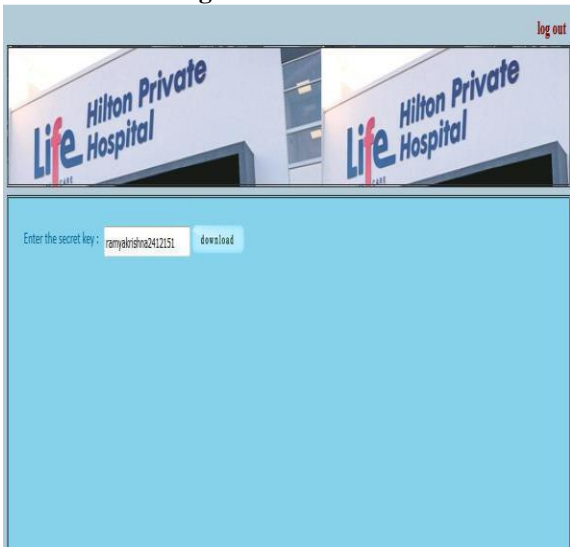 log out
Life Hilton Private Hospital
Life Hilton Private Hospital
Enter the secret key : ramyakrishna2412151 download